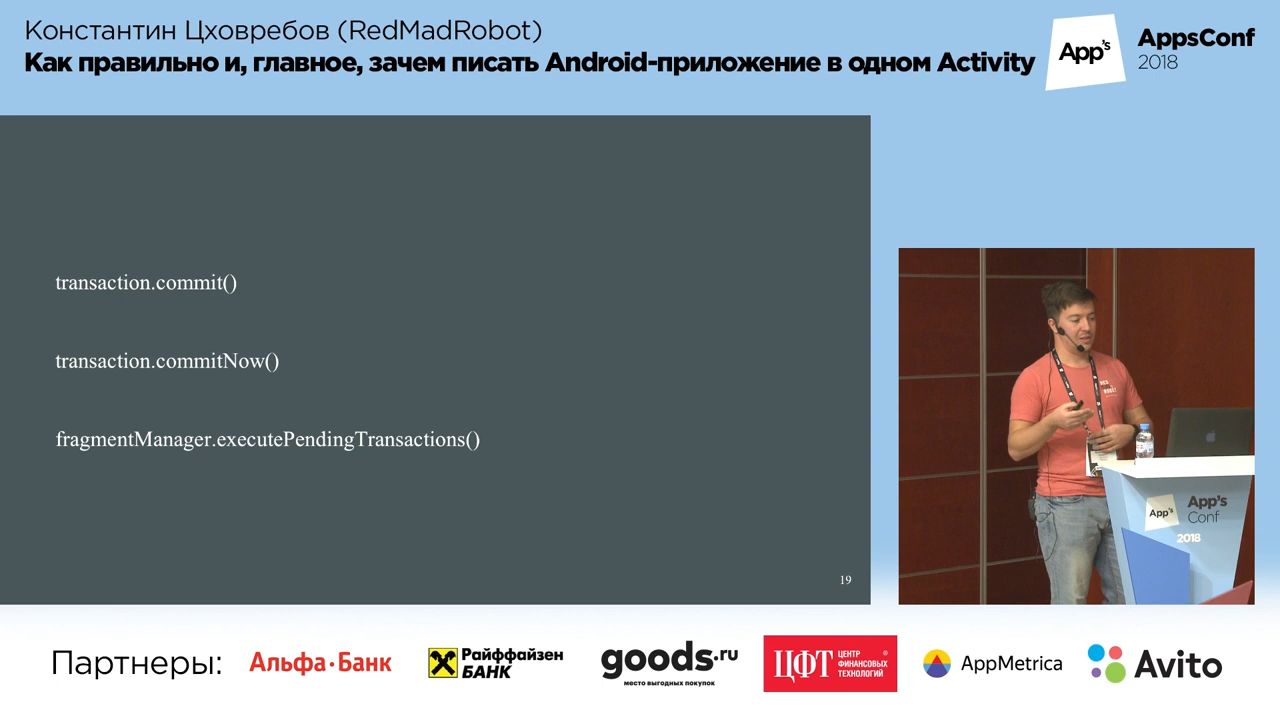 Константин Цховребов (RedMadRobot)
Как правильно и, главное, зачем писать Android-приложение в одном Activity
App's
AppsConf
2018
transaction.commit()
transaction.commitNow()
fragmentManager.executePendingTransactions()
19
App's
App's
Conf
2018
Партнеры:
Альфа·Банк
Райффайзен
БАНК
goods.ru
место выгодных покупок
ЦФТ
ЦЕНТР
ФИНАНСОВЫХ
ТЕХНОЛОГИЙ
®
AppMetrica
Avito